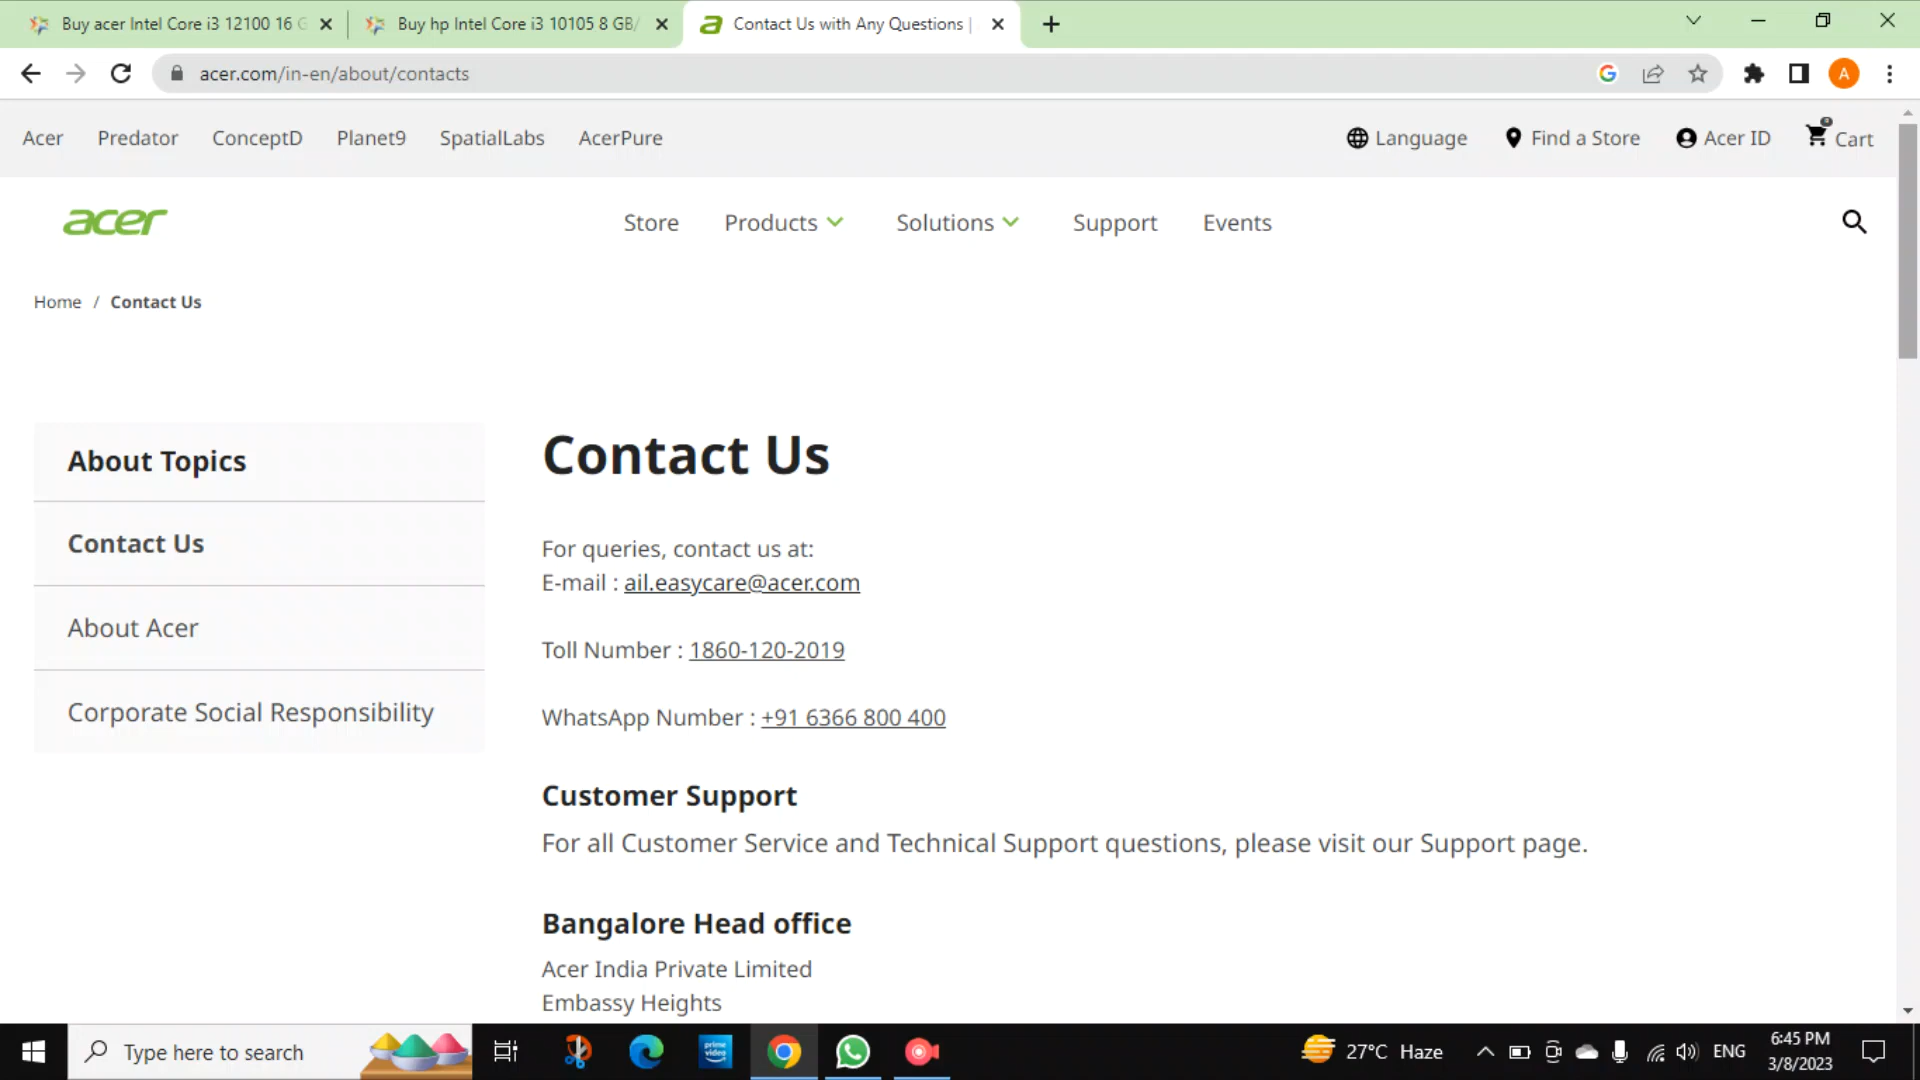 Buy acer Intel Core i3 12100 16 G
Buy hp Intel Core i3 10105 8 GB/
Contact Us with Any Questions |
acer.com/in-en/about/contacts
A
Acer Predator ConceptD Planet9 SpatialLabs AcerPure
Language Find a Store Acer ID Cart
acer
Store Products Solutions Support Events
Home / Contact Us
About Topics
Contact Us
About Acer
Corporate Social Responsibility
Contact Us
For queries, contact us at:
E-mail : ail.easycare@acer.com
Toll Number : 1860-120-2019
WhatsApp Number : +91 6366 800 400
Customer Support
For all Customer Service and Technical Support questions, please visit our Support page.
Bangalore Head office
Acer India Private Limited
Embassy Heights
Type here to search
prime
video
27°C Haze
ENG
6:45 PM
3/8/2023